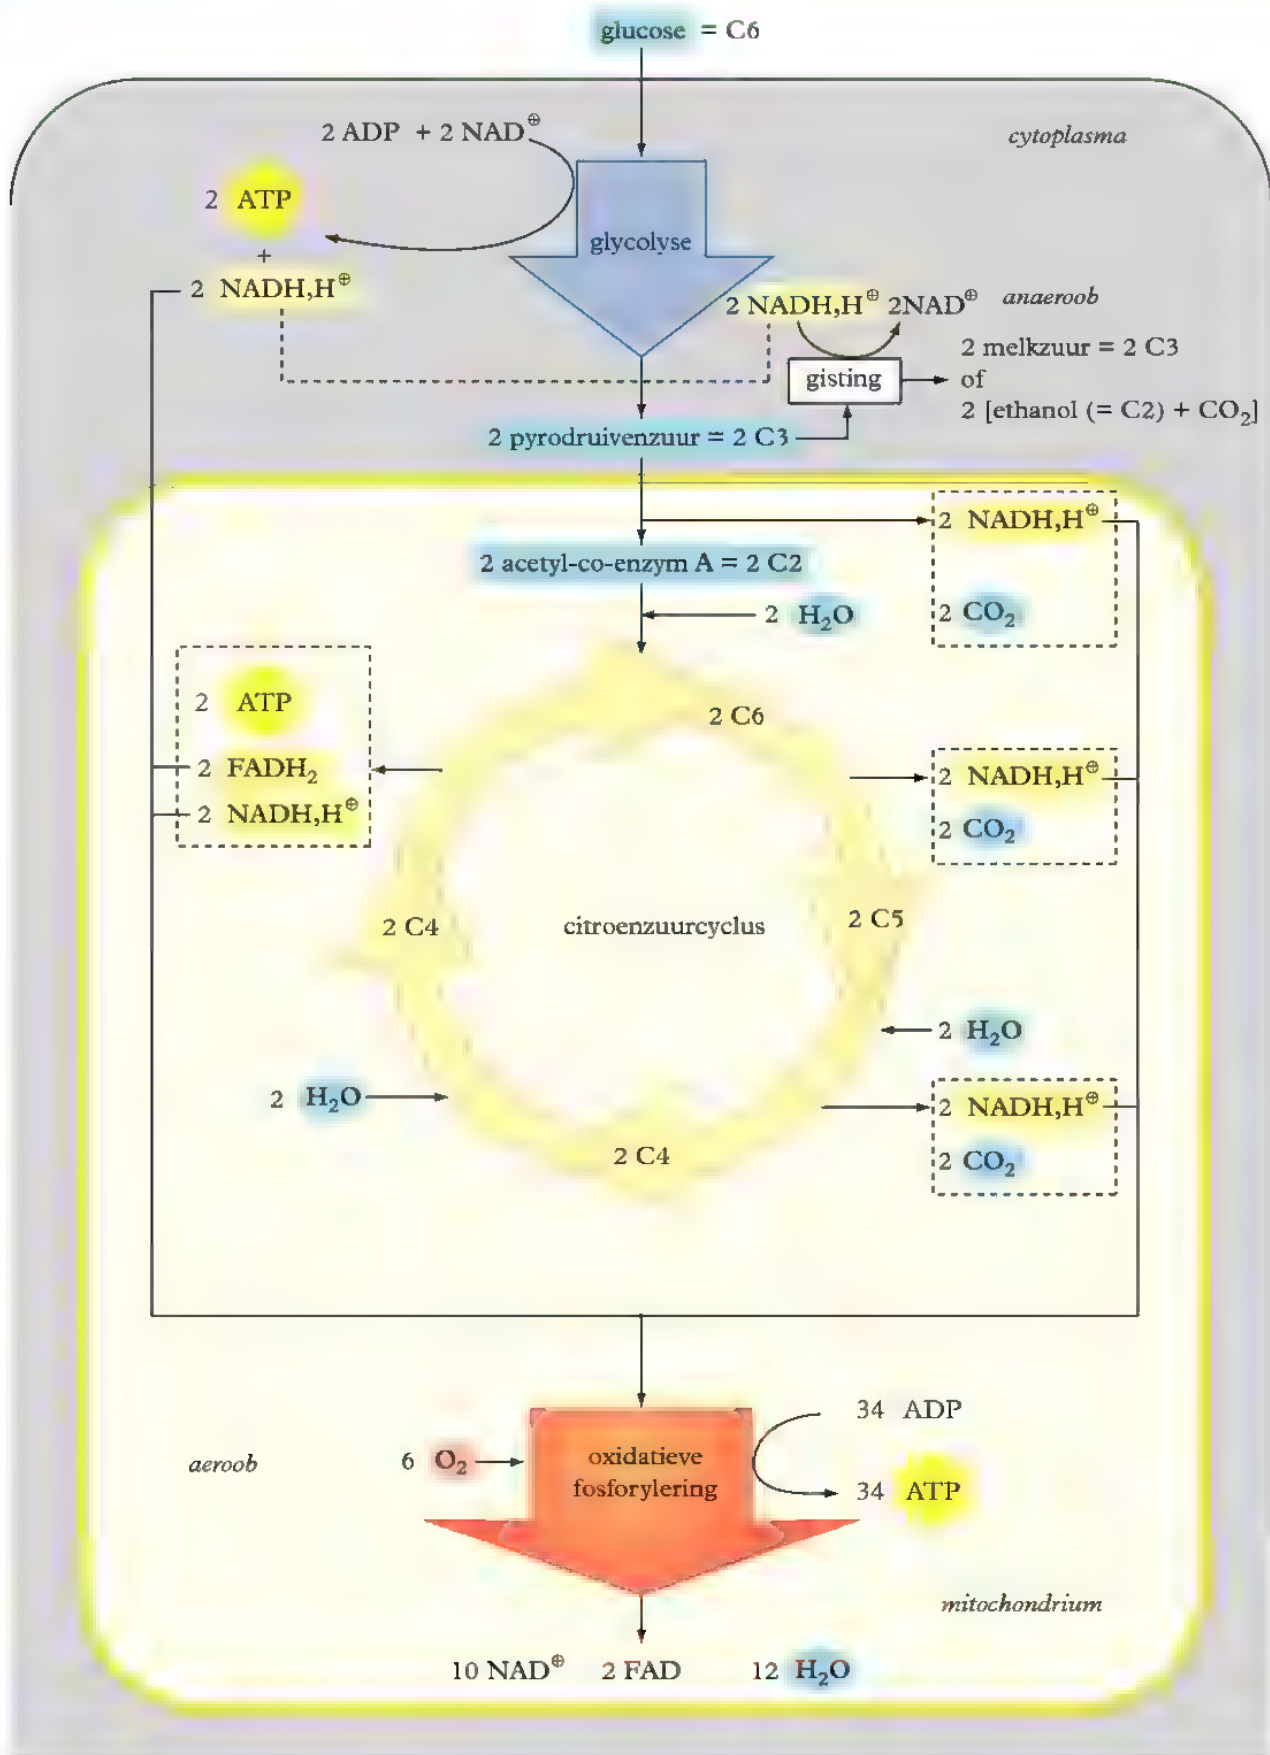 glucose = C6
cytoplasma
2 ADP + 2 NAD⊕
2 ATP
+
2 NADH,H⊕
glycolyse
2 NADH,H⊕ 2NAD⊕ anaeroob
gisting
2 melkzuur = 2 C3
of
2 [ethanol (= C2) + CO₂]
2 pyrodruivenzuur = 2 C3
2 NADH,H⊕
2 CO₂
2 acetyl-co-enzym A = 2 C2
2 H₂O
2 ATP
2 FADH₂
2 NADH,H⊕
2 C6
2 NADH,H⊕
2 CO₂
2 C4
citroenzuurcyclus
2 C5
2 H₂O
2 H₂O
2 NADH,H⊕
2 CO₂
2 C4
34 ADP
aeroob
6 O₂
oxidatieve
fosforylering
34 ATP
mitochondrium
10 NAD⊕ 2 FAD 12 H₂O